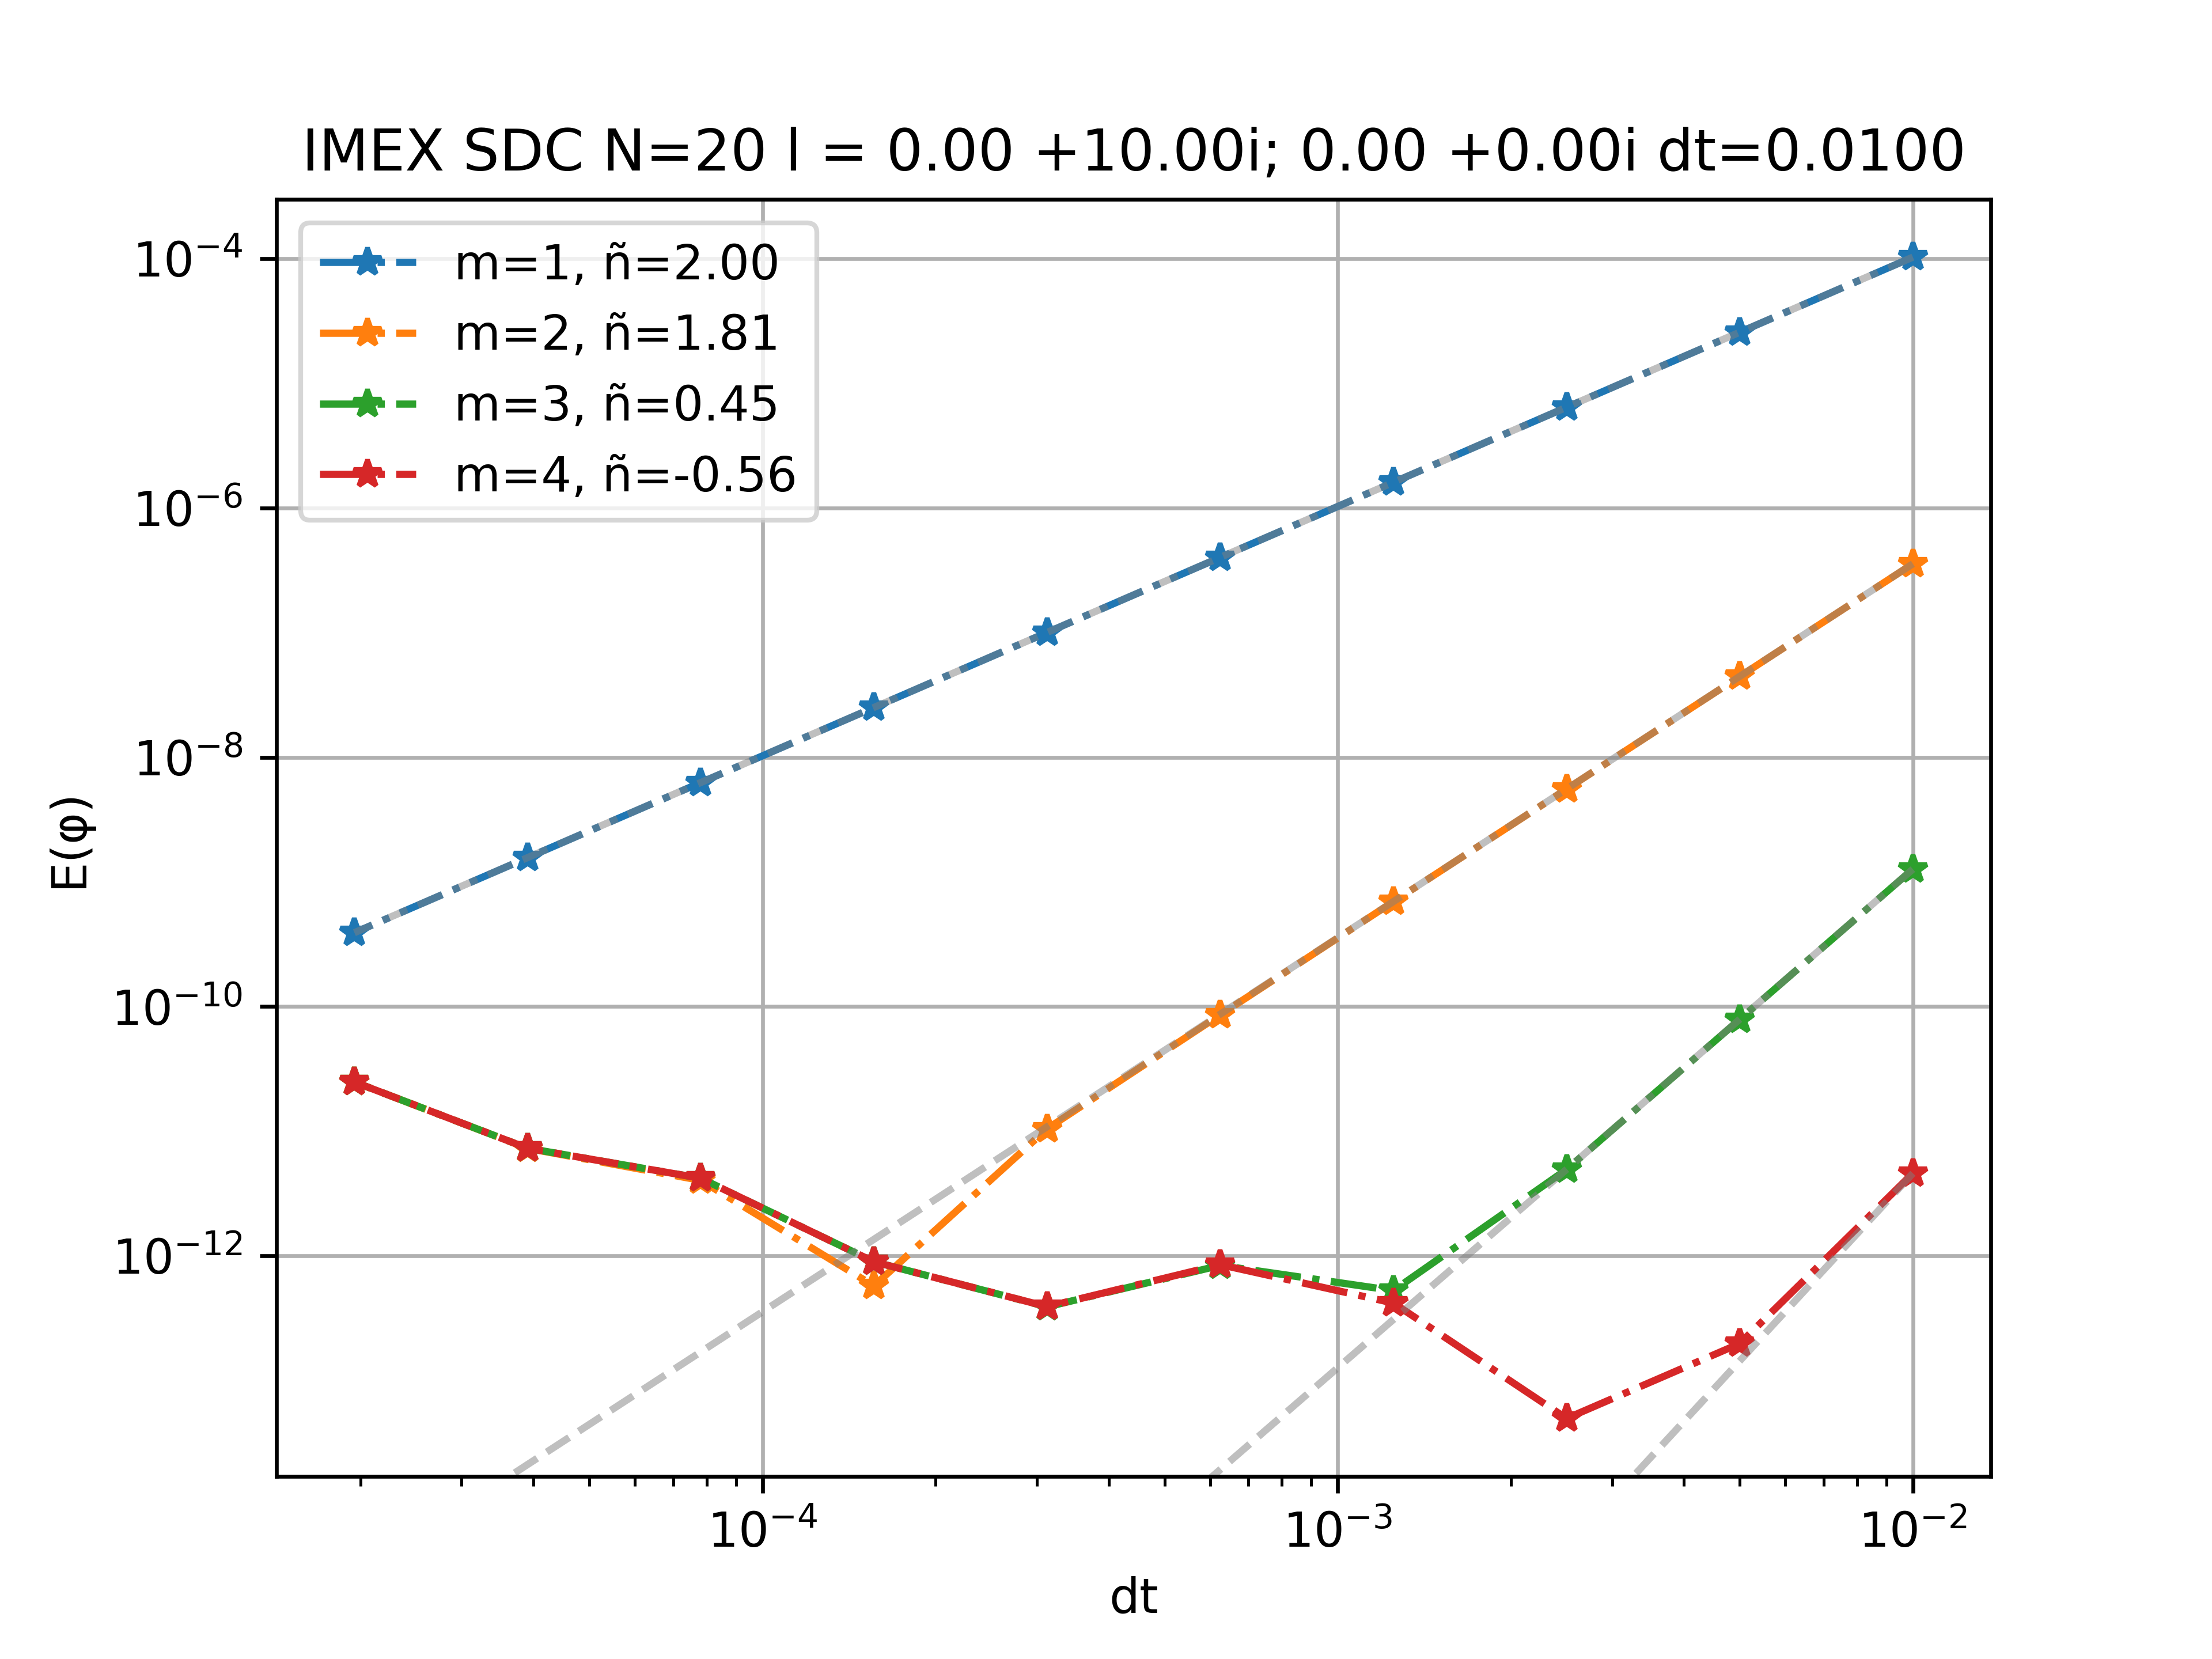 IMEX SDC N=20 l = 0.00 +10.00i; 0.00 +0.00i dt=0.0100
m=1, ñ=2.00
m=2, ñ=1.81
m=3, ñ=0.45
m=4, ñ=-0.56
E(φ)
10⁻⁴
10⁻⁶
10⁻⁸
10⁻¹⁰
10⁻¹²
10⁻⁴ 10⁻³ 10⁻²
dt